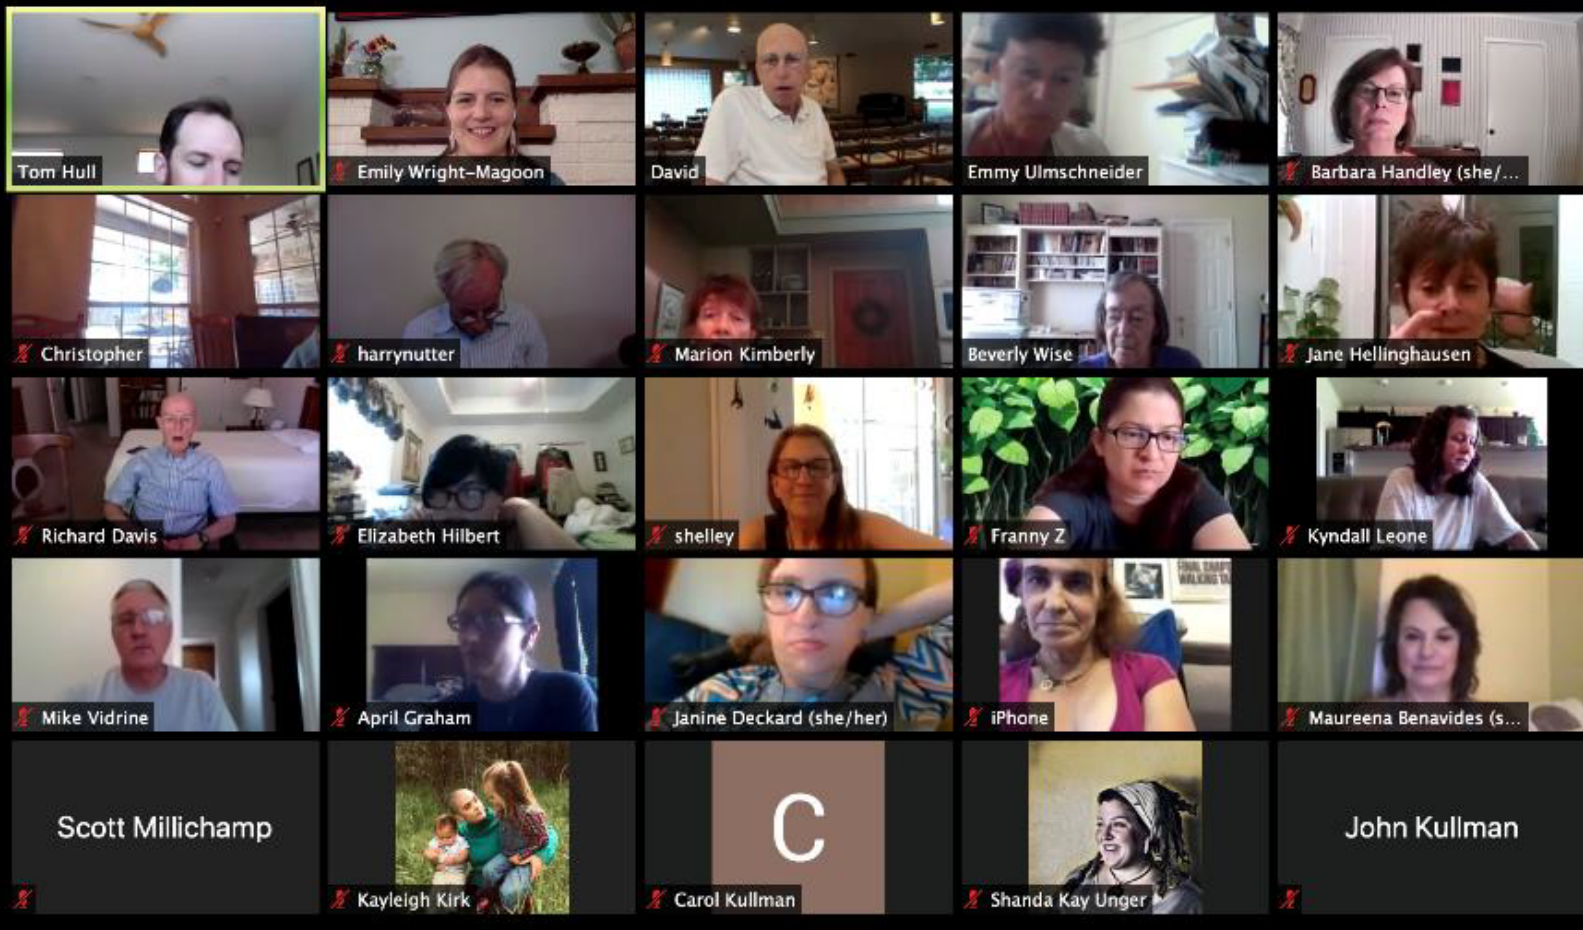 Tom Hull
Emily Wright-Magoon
David
Emmy Ulmschneider
Barbara Handley (she/...
Christopher
harrynutter
Marion Kimberly
Beverly Wise
Jane Hellinghausen
Richard Davis
Elizabeth Hilbert
shelley
Franny Z
Kyndall Leone
FINAL
WALKING
Mike Vidrine
April Graham
Janine Deckard (she/her)
iPhone
Maureena Benavides (s...
Scott Millichamp
Kayleigh Kirk
C
Carol Kullman
Shanda Kay Unger
John Kullman